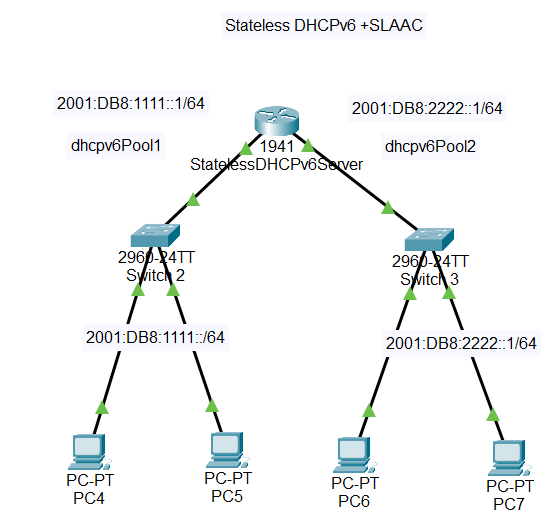 Stateless DHCPv6 +SLAAC
2001:DB8:1111::1/64
2001:DB8:2222::1/64
dhcpv6Pool1
1941
dhcpv6Pool2
StatelessDHCPv6Server
2960-24TT
Switch 2
2960-24TT
Switch 3
2001:DB8:1111::/64
2001:DB8:2222::1/64
PC-PT
PC4
PC-PT
PC5
PC-PT
PC6
PC-PT
PC7